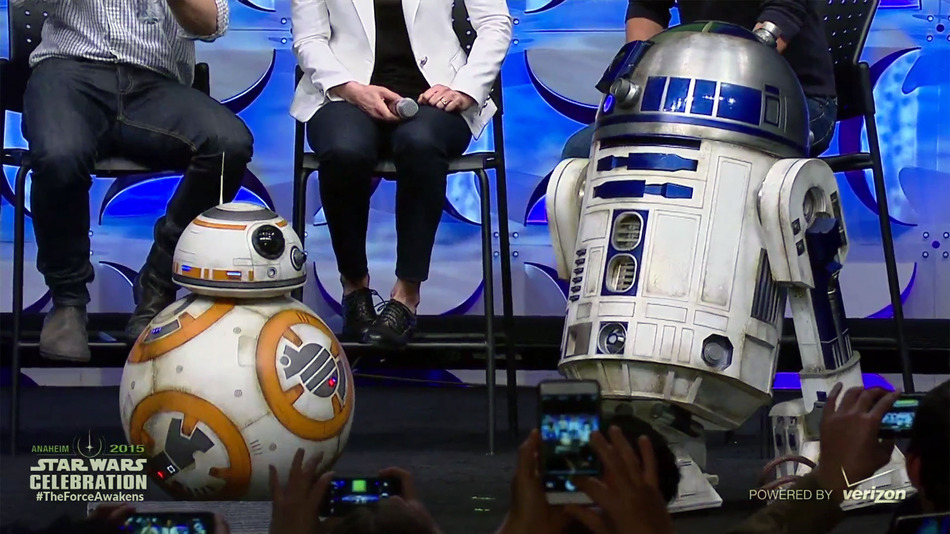 ANAHEIM 2015
STAR WARS
CELEBRATION
#TheForceAwakens
POWERED BY verizon